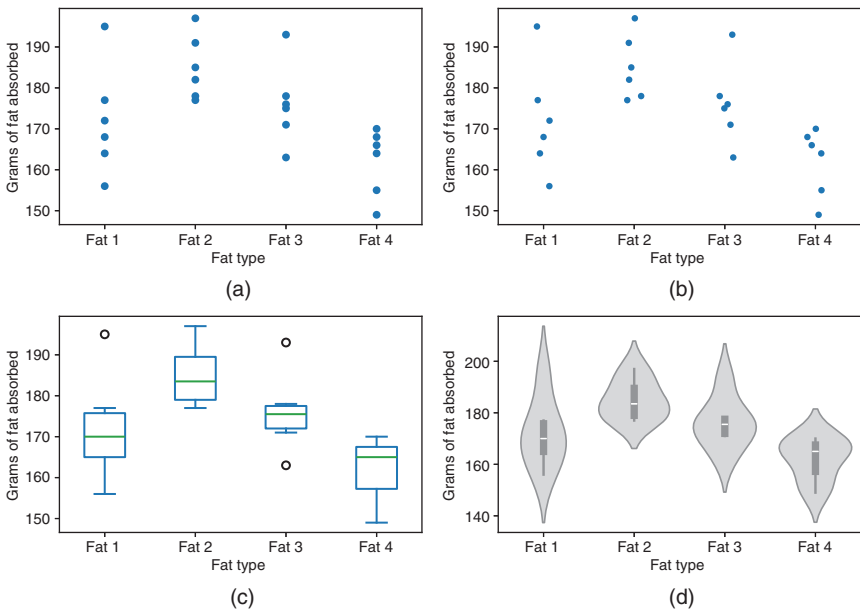 Grams of fat absorbed
190
180
170
160
150
Fat 1 Fat 2 Fat 3 Fat 4
Fat type
(a)
Grams of fat absorbed
190
180
170
160
150
Fat 1 Fat 2 Fat 3 Fat 4
Fat type
(b)
Grams of fat absorbed
190
180
170
160
150
Fat 1 Fat 2 Fat 3 Fat 4
Fat type
(c)
Grams of fat absorbed
200
180
160
140
Fat 1 Fat 2 Fat 3 Fat 4
Fat type
(d)